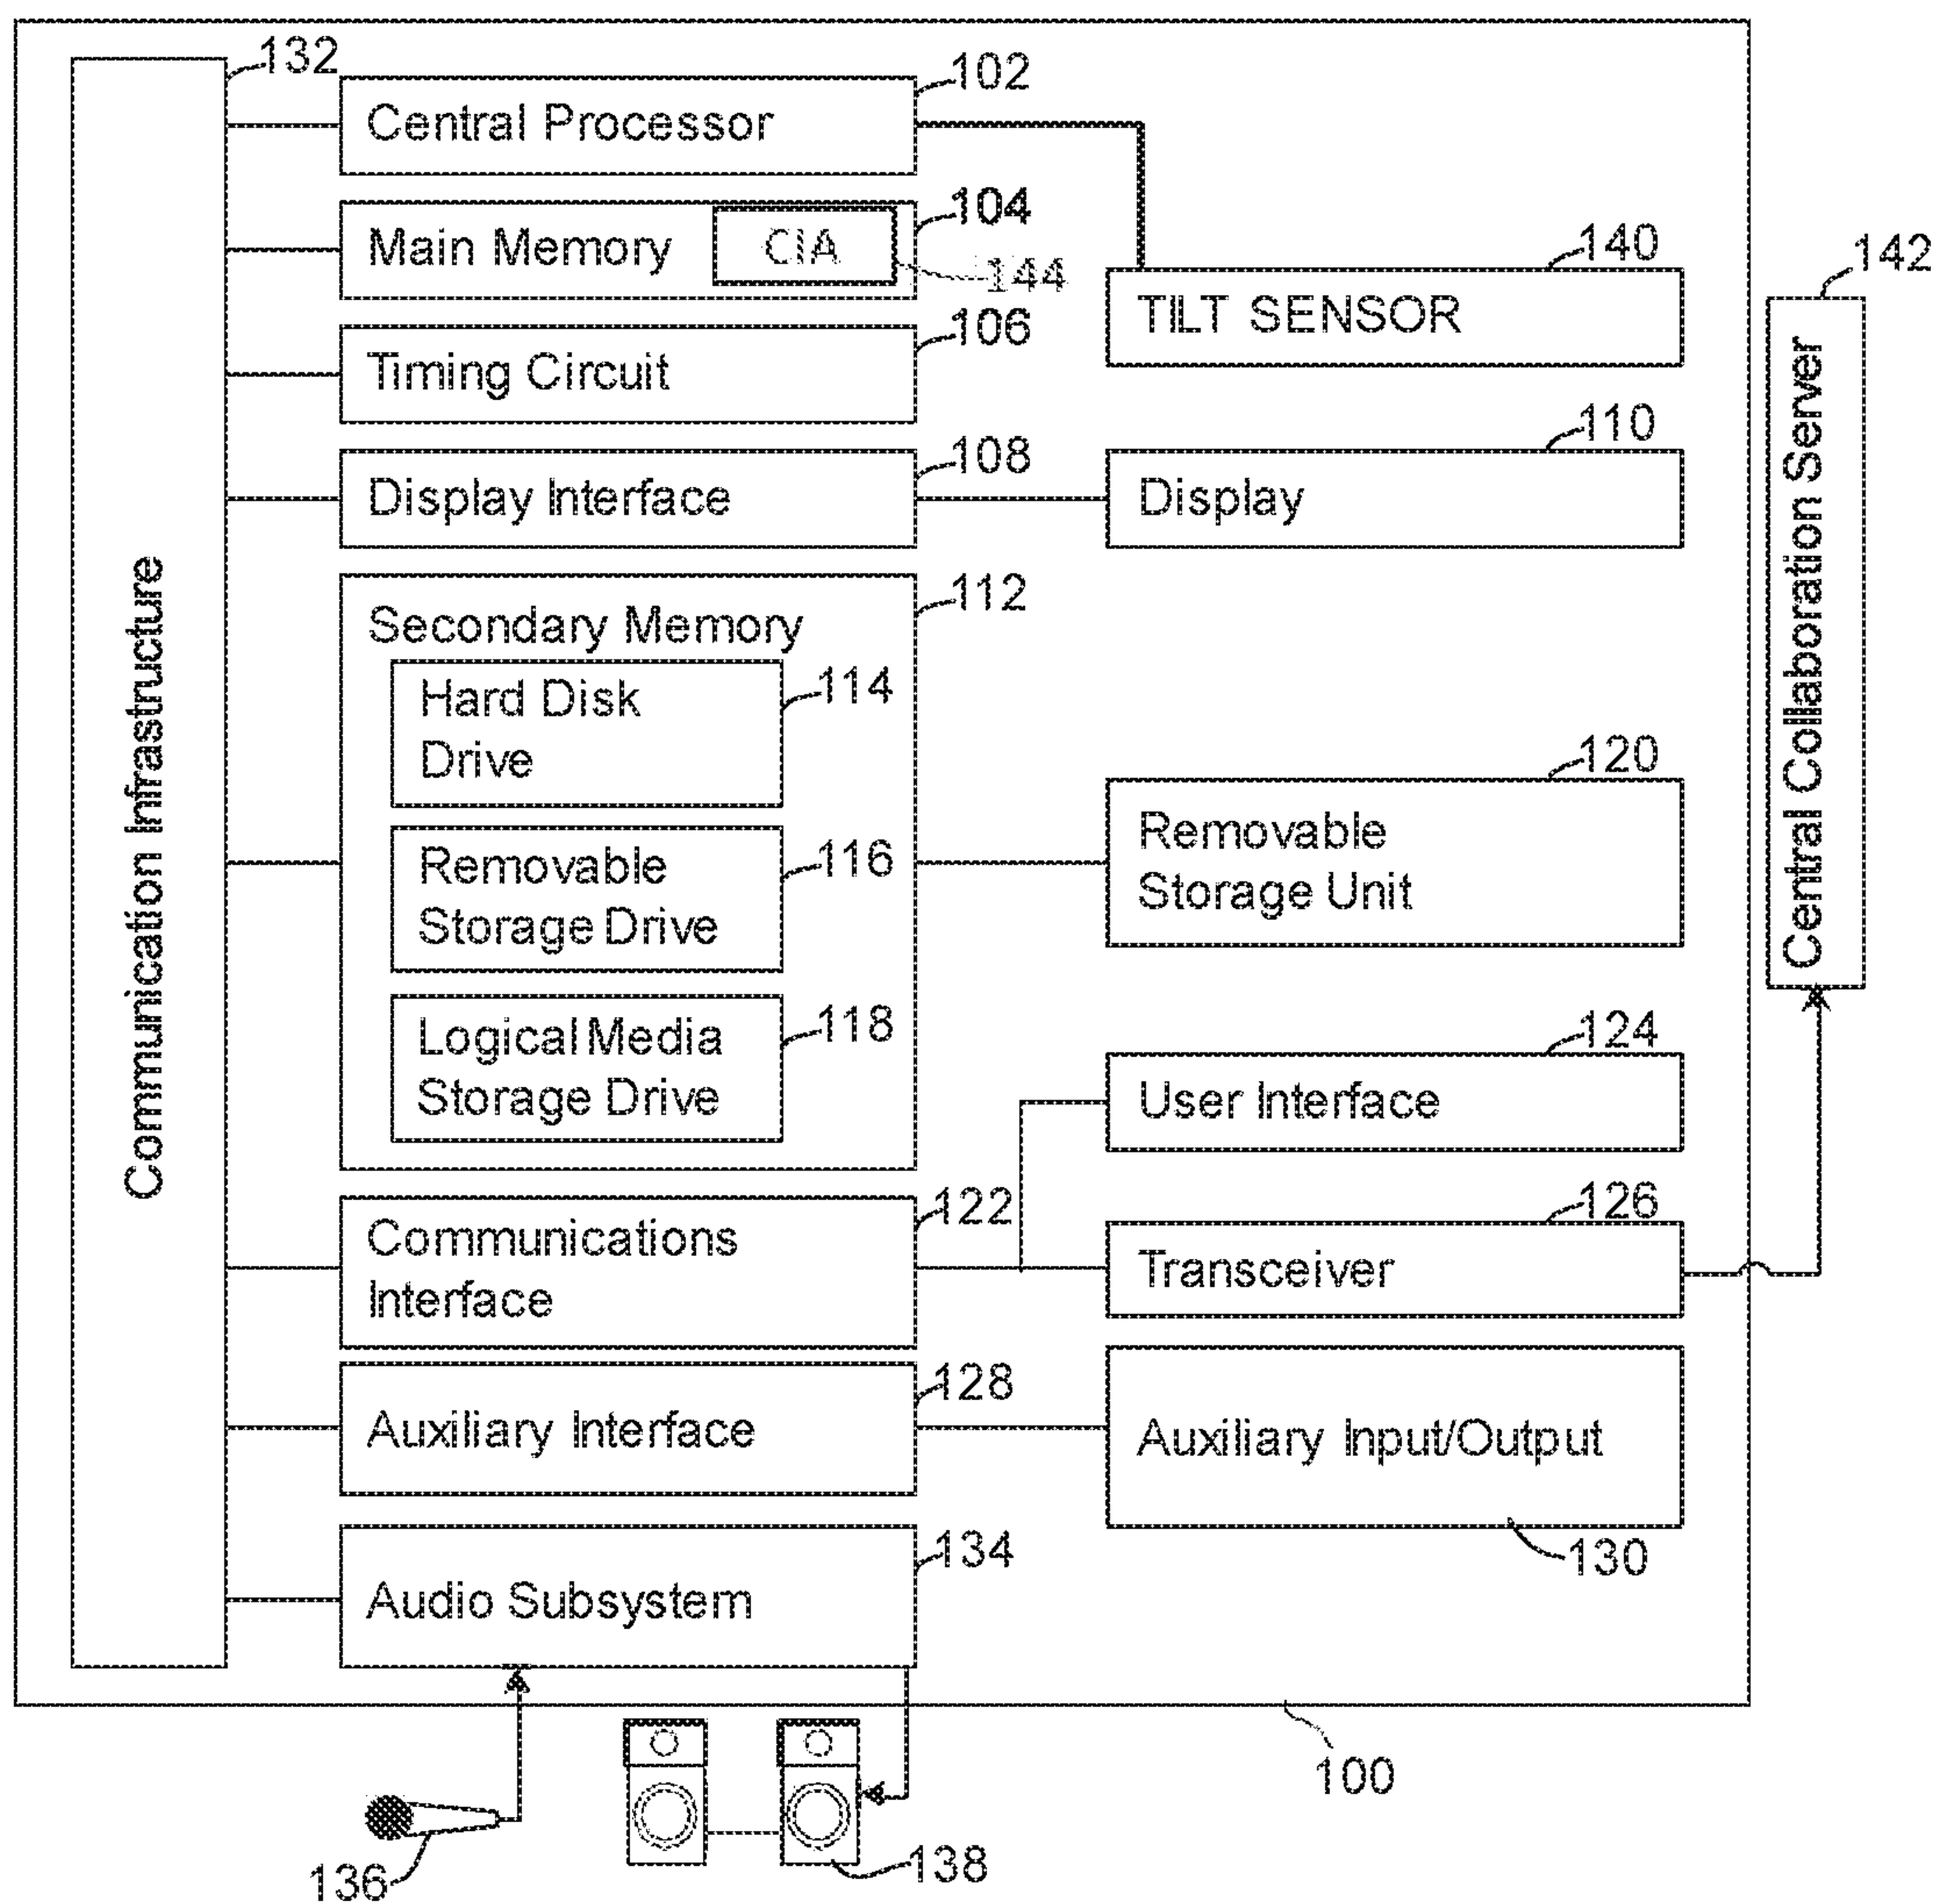 132
102
Central Processor
104
Main Memory
CIA
144
140
142
TILT SENSOR
106
Timing Circuit
110
108
Display Interface
Display
Central Collaboration Server
112
Secondary Memory
114
Hard Disk
Drive
120
116
Removable
Storage Drive
Removable
Storage Unit
118
Logical Media
Storage Drive
124
User Interface
Communication Infrastructure
122
Communications
Interface
126
Transceiver
128
Auxiliary Interface
Auxiliary Input/Output
130
134
Audio Subsystem
100
136
138